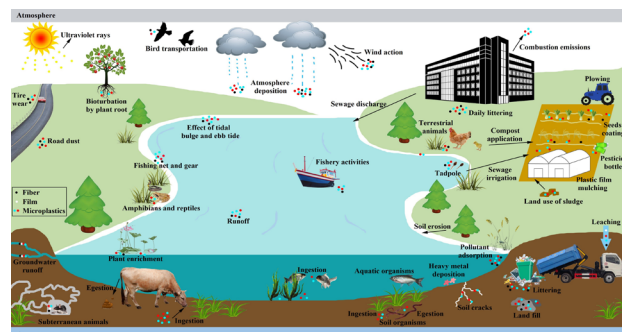 Atmosphere
Ultraviolet rays
Bird transportation
Wind action
Combustion emissions
Tire
wear
Bioturbation
by plant root
Atmosphere
deposition
Plowing
Sewage discharge
Daily littering
Effect of tidal
bulge and ebb tide
Terrestrial
animals
Compost
application
Seeds
coating
Road dust
Fishing net and gear
Fishery activities
Tadpole
Sewage
irrigation
Pesticide
bottle
Plastic film
mulching
Fiber
Film
Microplastics
Amphibians and reptiles
Land use of sludge
Runoff
Soil erosion
Leaching
Pollutant
adsorption
Groundwater
runoff
Plant enrichment
Egestion
Ingestion
Aquatic organisms
Heavy metal
deposition
Littering
Subterranean animals
Ingestion
Ingestion
Egestion
Soil organisms
Soil cracks
Land fill